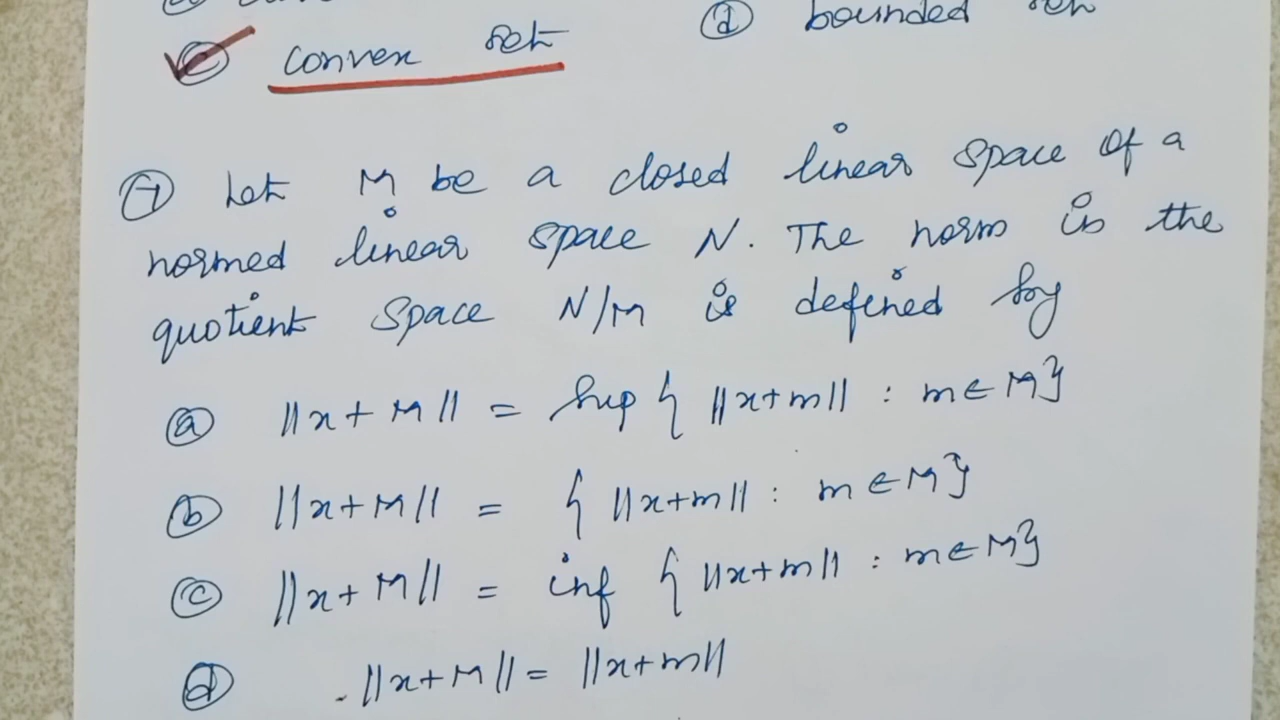 ⓒ convex set
ⓓ bounded set
⑦ Let M be a closed linear space of a
normed linear space N. The norm in the
quotient space N/M is defined by
ⓐ ||x+M|| = Sup { ||x+m|| : m∈M}
ⓑ ||x+M|| = { ||x+m|| : m∈M}
ⓒ ||x+M|| = inf { ||x+m|| : m∈M}
ⓓ ||x+M|| = ||x+m||